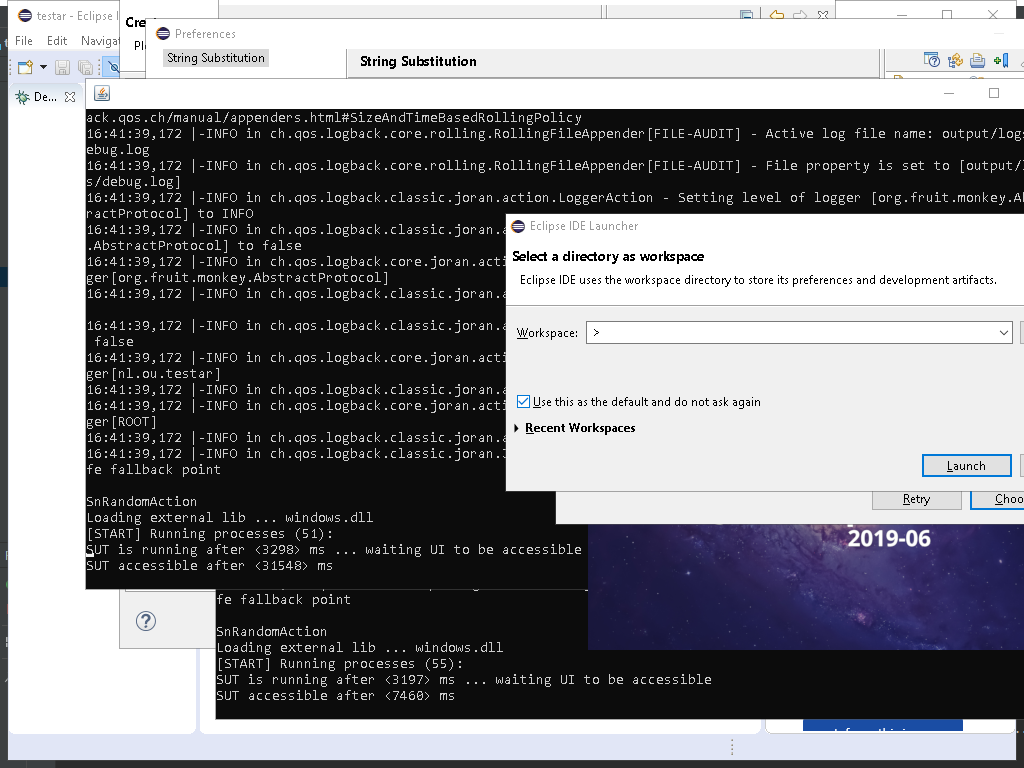 testar - Eclipse I
Cre
Preferences
File Edit Naviga
Pl
String Substitution
String Substitution
De...
ack.qos.ch/manual/appenders.html#SizeAndTimeBasedRollingPolicy
16:41:39,172 |-INFO in ch.qos.logback.core.rolling.RollingFileAppender[FILE-AUDIT] - Active log file name: output/log
ebug.log
16:41:39,172 |-INFO in ch.qos.logback.core.rolling.RollingFileAppender[FILE-AUDIT] - File property is set to [output/
s/debug.log]
16:41:39,172 |-INFO in ch.qos.logback.classic.joran.action.LoggerAction - Setting level of logger [org.fruit.monkey.A
ractProtocol] to INFO
16:41:39,172 |-INFO in ch.qos.logback.classic.joran.a
.AbstractProtocol] to false
16:41:39,172 |-INFO in ch.qos.logback.core.joran.acti
ger[org.fruit.monkey.AbstractProtocol]
16:41:39,172 |-INFO in ch.qos.logback.classic.joran.a
16:41:39,172 |-INFO in ch.qos.logback.classic.joran.a
false
16:41:39,172 |-INFO in ch.qos.logback.core.joran.acti
ger[nl.ou.testar]
16:41:39,172 |-INFO in ch.qos.logback.classic.joran.a
16:41:39,172 |-INFO in ch.qos.logback.core.joran.acti
ger[ROOT]
16:41:39,172 |-INFO in ch.qos.logback.classic.joran.a
16:41:39,172 |-INFO in ch.qos.logback.classic.joran.
fe fallback point
SnRandomAction
Loading external lib ... windows.dll
[START] Running processes (51):
SUT is running after <3298> ms ... waiting UI to be accessible
SUT accessible after <31548> ms
Eclipse IDE Launcher
Select a directory as workspace
Eclipse IDE uses the workspace directory to store its preferences and development artifacts.
Workspace: >
Use this as the default and do not ask again
Recent Workspaces
Launch
Retry Choo
2019-06
fe fallback point
SnRandomAction
Loading external lib ... windows.dll
[START] Running processes (55):
SUT is running after <3197> ms ... waiting UI to be accessible
SUT accessible after <7460> ms